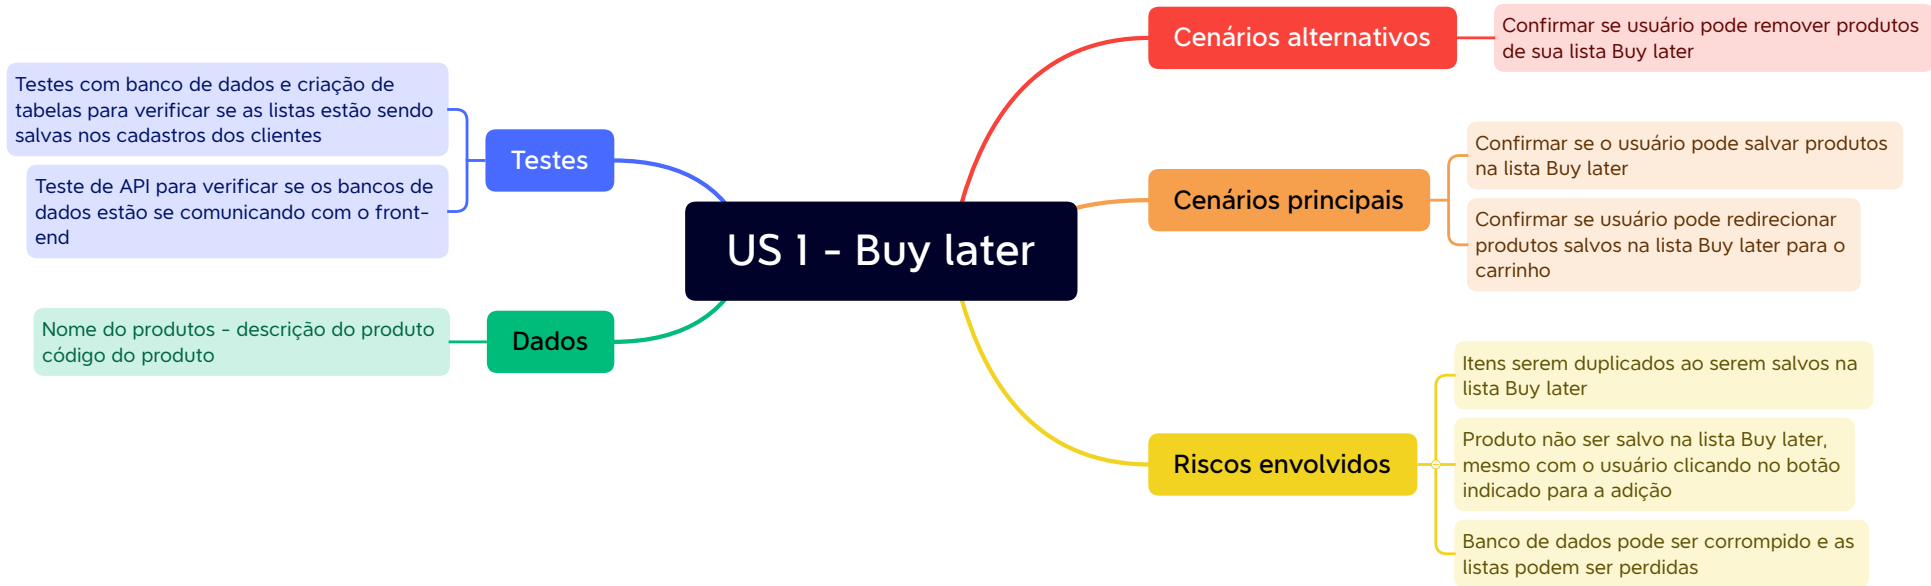 US 1 - Buy later
Cenários alternativos
Confirmar se usuário pode remover produtos
de sua lista Buy later
Cenários principais
Confirmar se o usuário pode salvar produtos
na lista Buy later
Confirmar se usuário pode redirecionar
produtos salvos na lista Buy later para o
carrinho
Riscos envolvidos
Itens serem duplicados ao serem salvos na
lista Buy later
Produto não ser salvo na lista Buy later,
mesmo com o usuário clicando no botão
indicado para a adição
Banco de dados pode ser corrompido e as
listas podem ser perdidas
Testes
Testes com banco de dados e criação de
tabelas para verificar se as listas estão sendo
salvas nos cadastros dos clientes
Teste de API para verificar se os bancos de
dados estão se comunicando com o front-
end
Dados
Nome do produtos - descrição do produto
código do produto